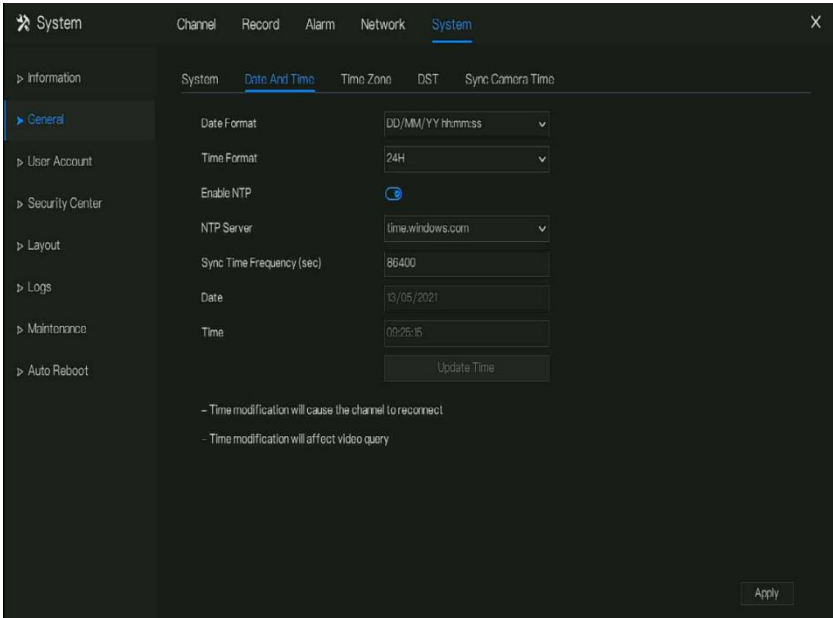 System Channel Record Alarm Network System X
Information
General
User Account
Security Center
Layout
Logs
Maintenance
Auto Reboot
System Date And Time Time Zone DST Sync Camera Time
Date Format DD/MM/YY hh:mm:ss
Time Format 24H
Enable NTP
NTP Server time.windows.com
Sync Time Frequency (sec) 86400
Date 13/05/2021
Time 09:25:15
Update Time
– Time modification will cause the channel to reconnect
– Time modification will affect video query
Apply